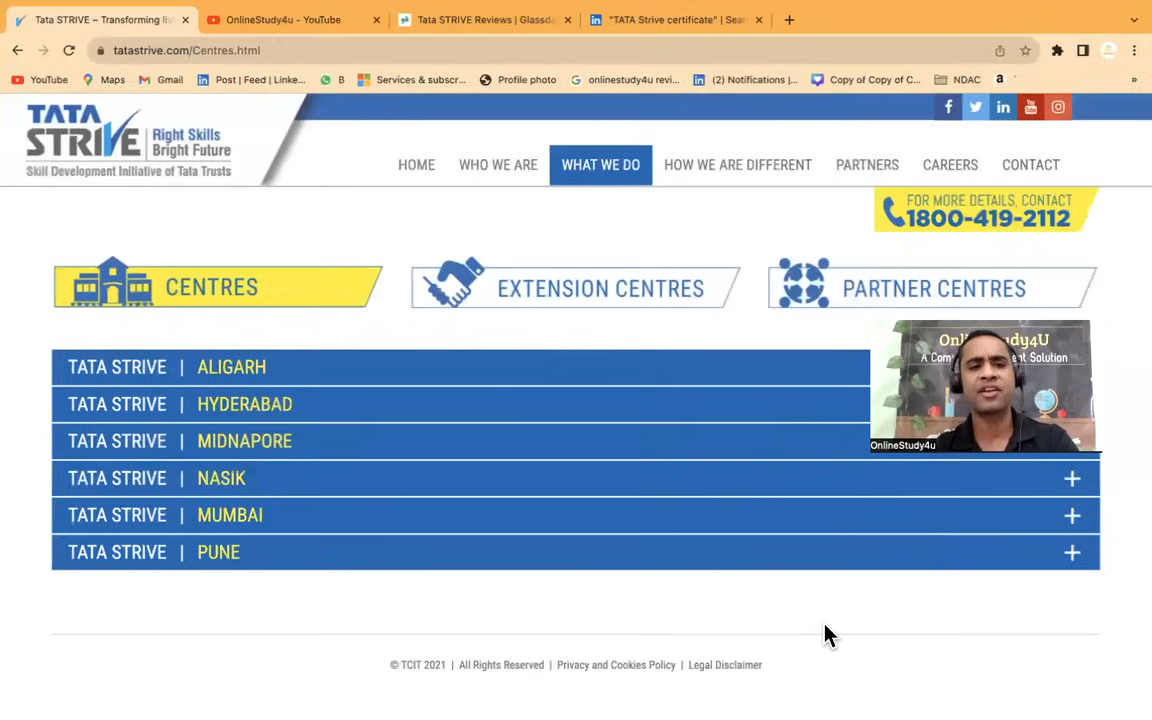 Tata STRIVE – Transforming liv
OnlineStudy4u - YouTube
Tata STRIVE Reviews | Glassdo
"TATA Strive certificate" | Sear
tatastrive.com/Centres.html
YouTube
Maps
Gmail
Post | Feed | Linke...
B
Services & subscr...
Profile photo
onlinestudy4u revi...
(2) Notifications |...
Copy of Copy of C...
NDAC
»
TATA
STRIVE
Right Skills
Bright Future
Skill Development Initiative of Tata Trusts
HOME
WHO WE ARE
WHAT WE DO
HOW WE ARE DIFFERENT
PARTNERS
CAREERS
CONTACT
FOR MORE DETAILS, CONTACT
1800-419-2112
CENTRES
EXTENSION CENTRES
PARTNER CENTRES
TATA STRIVE | ALIGARH
TATA STRIVE | HYDERABAD
TATA STRIVE | MIDNAPORE
TATA STRIVE | NASIK
TATA STRIVE | MUMBAI
TATA STRIVE | PUNE
OnlineStudy4u
© TCIT 2021 | All Rights Reserved | Privacy and Cookies Policy | Legal Disclaimer